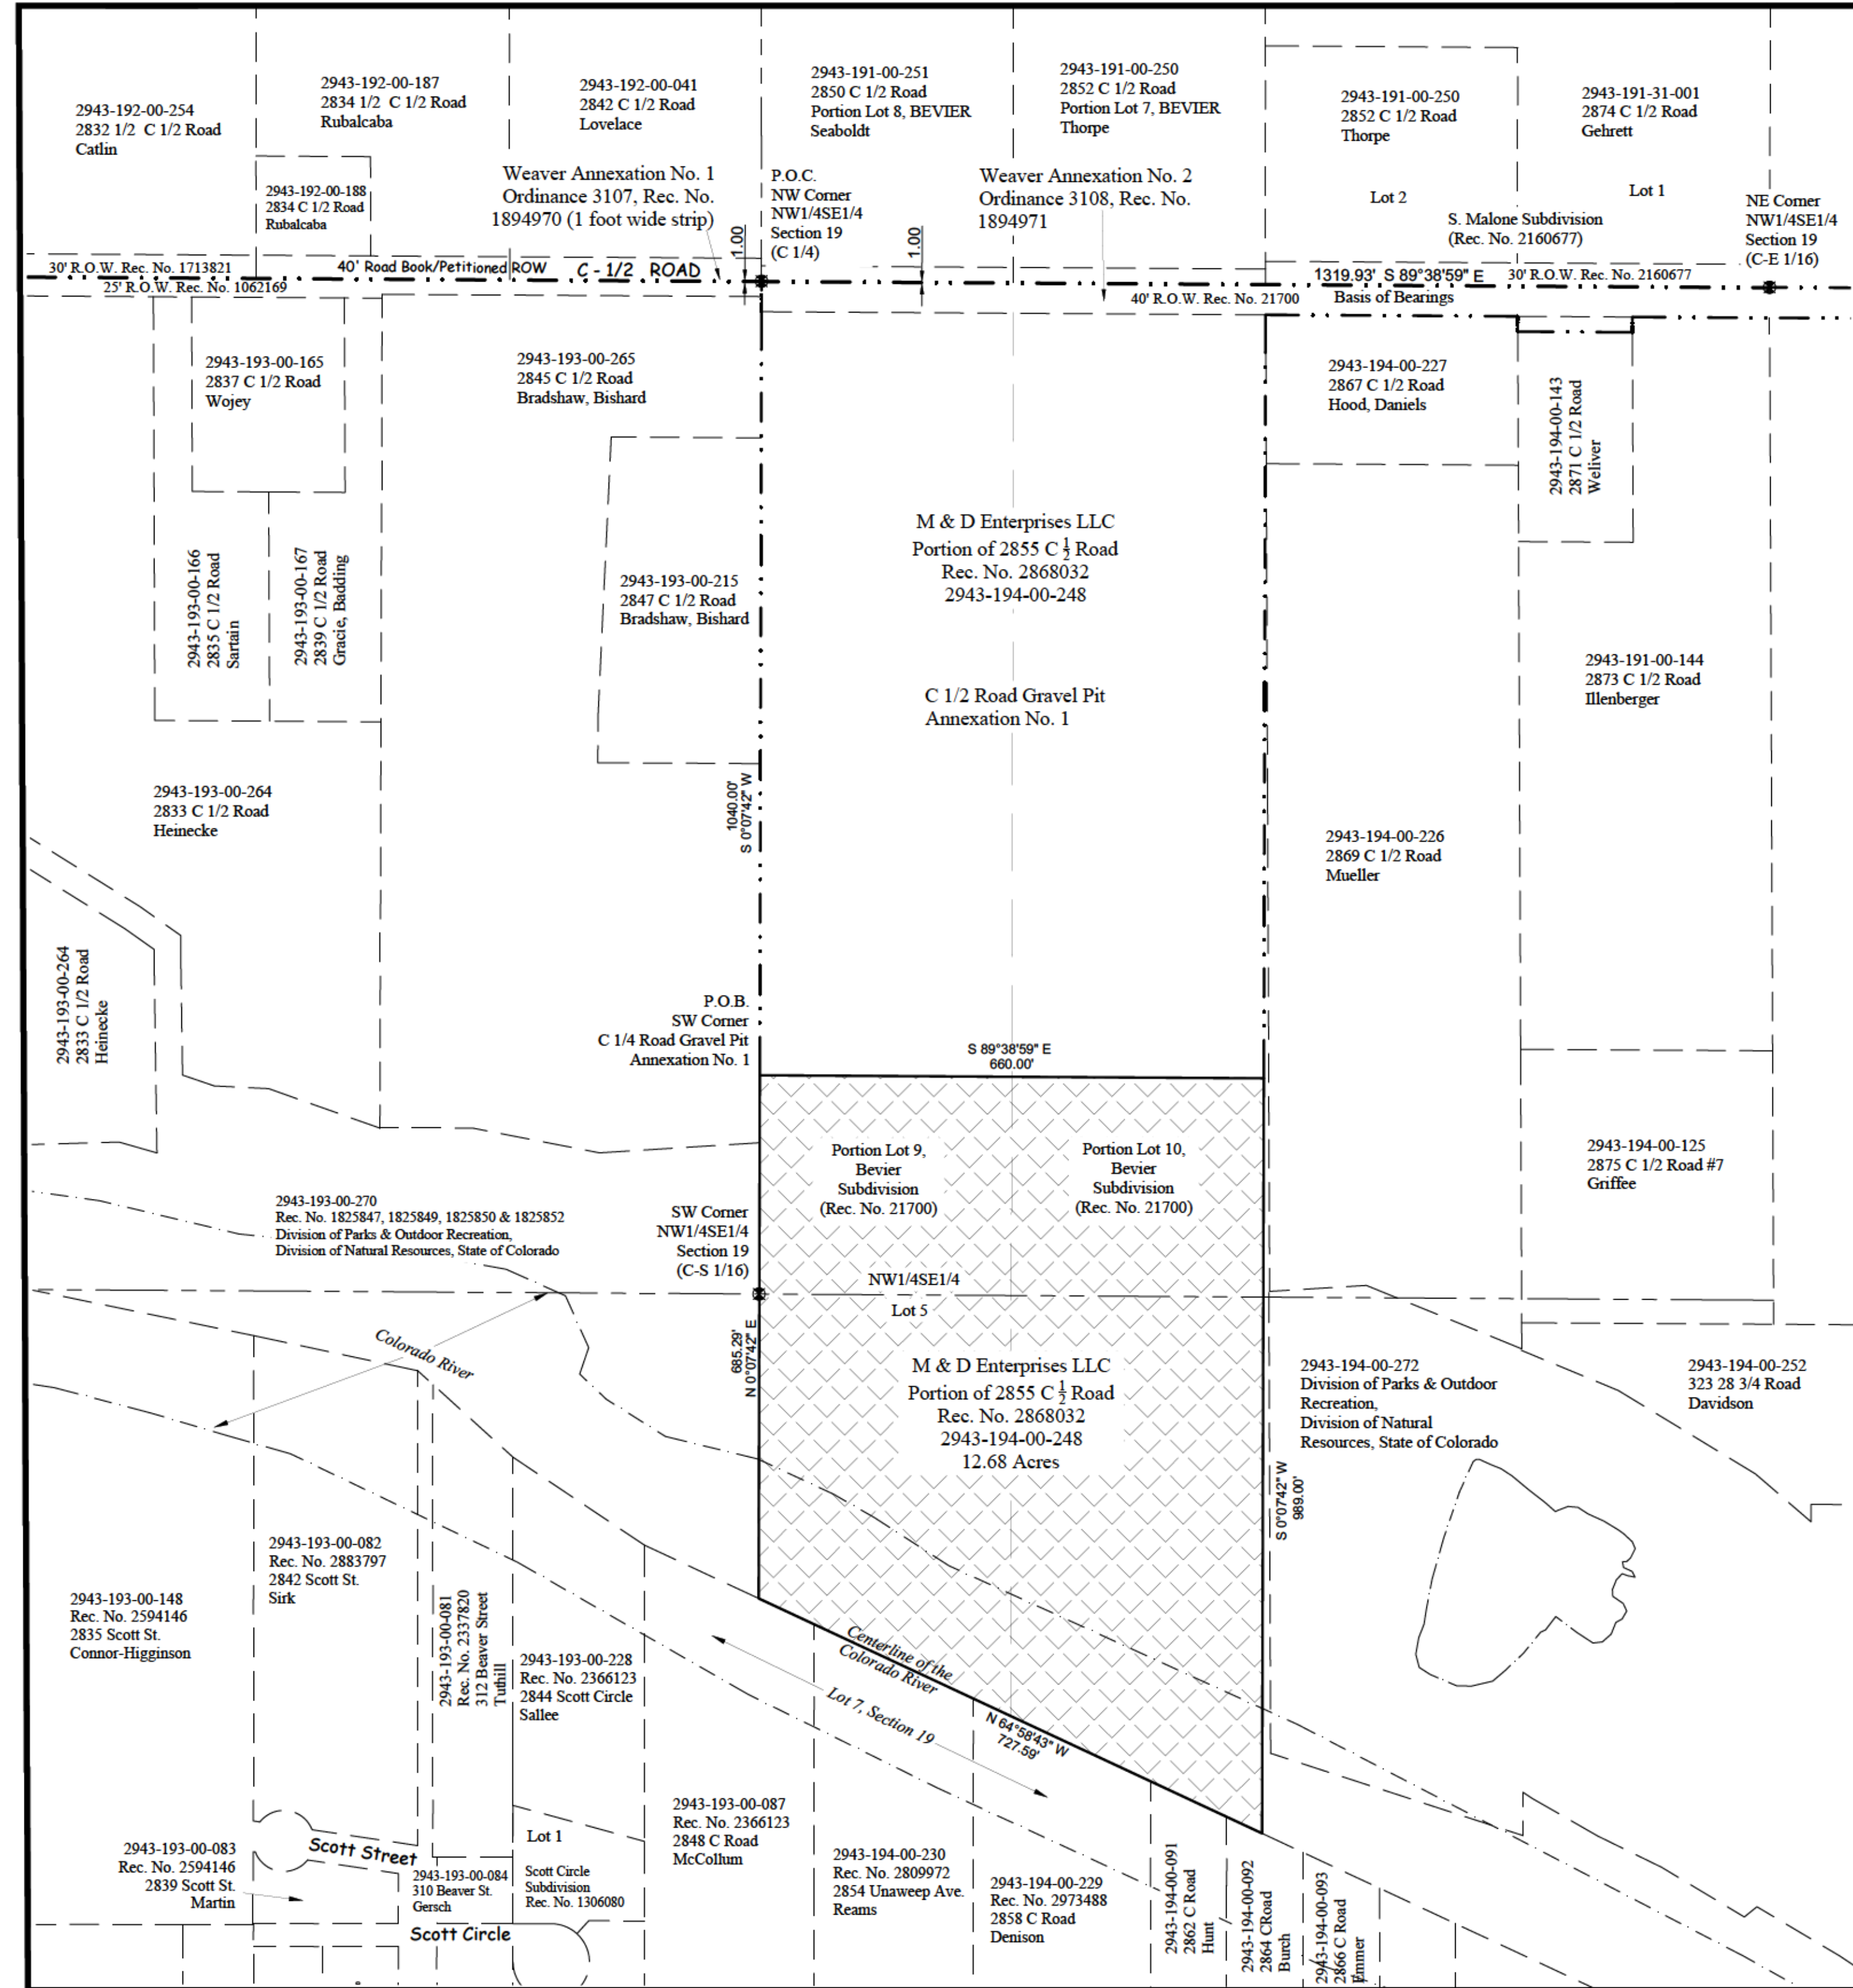 2943-192-00-254
2832 1/2 C 1/2 Road
Catlin
2943-192-00-187
2834 1/2 C 1/2 Road
Rubalcaba
2943-192-00-041
2842 C 1/2 Road
Lovelace
2943-191-00-251
2850 C 1/2 Road
Portion Lot 8, BEVIER
Seaboldt
2943-191-00-250
2852 C 1/2 Road
Portion Lot 7, BEVIER
Thorpe
2943-191-00-250
2852 C 1/2 Road
Thorpe
2943-191-31-001
2874 C 1/2 Road
Gehrett
2943-192-00-188
2834 C 1/2 Road
Rubalcaba
Weaver Annexation No. 1
Ordinance 3107, Rec. No.
1894970 (1 foot wide strip)
P.O.C.
NW Corner
NW1/4SE1/4
Section 19
(C 1/4)
Weaver Annexation No. 2
Ordinance 3108, Rec. No.
1894971
Lot 2
Lot 1
S. Malone Subdivision
(Rec. No. 2160677)
NE Corner
NW1/4SE1/4
Section 19
(C-E 1/16)
1.00
1.00
30' R.O.W. Rec. No. 1713821
40' Road Book/Petitioned ROW
C - 1/2 ROAD
25' R.O.W. Rec. No. 1062169
1319.93' S 89°38'59" E
30' R.O.W. Rec. No. 2160677
40' R.O.W. Rec. No. 21700
Basis of Bearings
2943-193-00-165
2837 C 1/2 Road
Wojey
2943-193-00-265
2845 C 1/2 Road
Bradshaw, Bishard
2943-194-00-227
2867 C 1/2 Road
Hood, Daniels
2943-194-00-143
2871 C 1/2 Road
Weliver
M & D Enterprises LLC
Portion of 2855 C 1/2 Road
Rec. No. 2868032
2943-194-00-248
2943-193-00-166
2835 C 1/2 Road
Sartain
2943-193-00-167
2839 C 1/2 Road
Gracie, Badding
2943-193-00-215
2847 C 1/2 Road
Bradshaw, Bishard
C 1/2 Road Gravel Pit
Annexation No. 1
2943-191-00-144
2873 C 1/2 Road
Illenberger
2943-193-00-264
2833 C 1/2 Road
Heinecke
1040.00'
S 0°07'42" W
2943-194-00-226
2869 C 1/2 Road
Mueller
2943-193-00-264
2833 C 1/2 Road
Heinecke
P.O.B.
SW Corner
C 1/4 Road Gravel Pit
Annexation No. 1
S 89°38'59" E
660.00'
Portion Lot 9,
Bevier
Subdivision
(Rec. No. 21700)
Portion Lot 10,
Bevier
Subdivision
(Rec. No. 21700)
2943-194-00-125
2875 C 1/2 Road #7
Griffee
2943-193-00-270
Rec. No. 1825847, 1825849, 1825850 & 1825852
Division of Parks & Outdoor Recreation,
Division of Natural Resources, State of Colorado
SW Corner
NW1/4SE1/4
Section 19
(C-S 1/16)
NW1/4SE1/4
Lot 5
Colorado River
685.29'
N 0°07'42" E
M & D Enterprises LLC
Portion of 2855 C 1/2 Road
Rec. No. 2868032
2943-194-00-248
12.68 Acres
2943-194-00-272
Division of Parks & Outdoor
Recreation,
Division of Natural
Resources, State of Colorado
2943-194-00-252
323 28 3/4 Road
Davidson
S 0°07'42" W
989.00'
2943-193-00-082
Rec. No. 2883797
2842 Scott St.
Sirk
2943-193-00-148
Rec. No. 2594146
2835 Scott St.
Connor-Higginson
2943-193-00-081
Rec. No. 2337820
312 Beaver Street
Tuthill
2943-193-00-228
Rec. No. 2366123
2844 Scott Circle
Sallee
Centerline of the
Colorado River
Lot 7, Section 19
N 64°58'43" W
727.59'
2943-193-00-087
Rec. No. 2366123
2848 C Road
McCollum
2943-193-00-083
Rec. No. 2594146
2839 Scott St.
Martin
Scott Street
2943-193-00-084
310 Beaver St.
Gersch
Lot 1
Scott Circle
Subdivision
Rec. No. 1306080
Scott Circle
2943-194-00-230
Rec. No. 2809972
2854 Unaweep Ave.
Reams
2943-194-00-229
Rec. No. 2973488
2858 C Road
Denison
2943-194-00-091
2862 C Road
Hunt
2943-194-00-092
2864 CRoad
Burch
2943-194-00-093
2866 C Road
Emmer